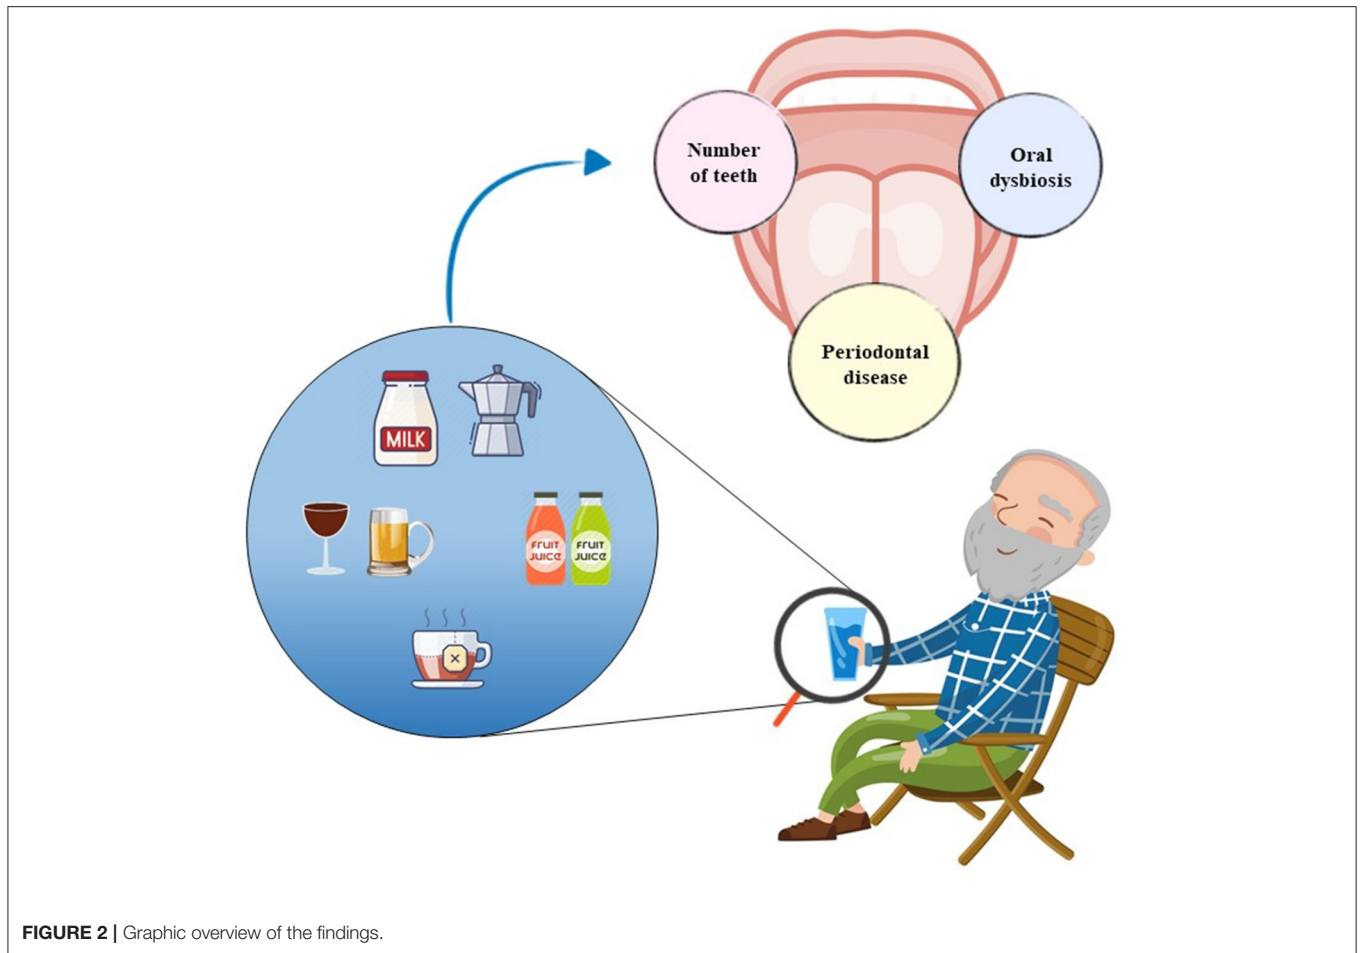 Number
of teeth
Oral
dysbiosis
Periodontal
disease
MILK
FRUIT
JUICE
FRUIT
JUICE
FIGURE 2 | Graphic overview of the findings.